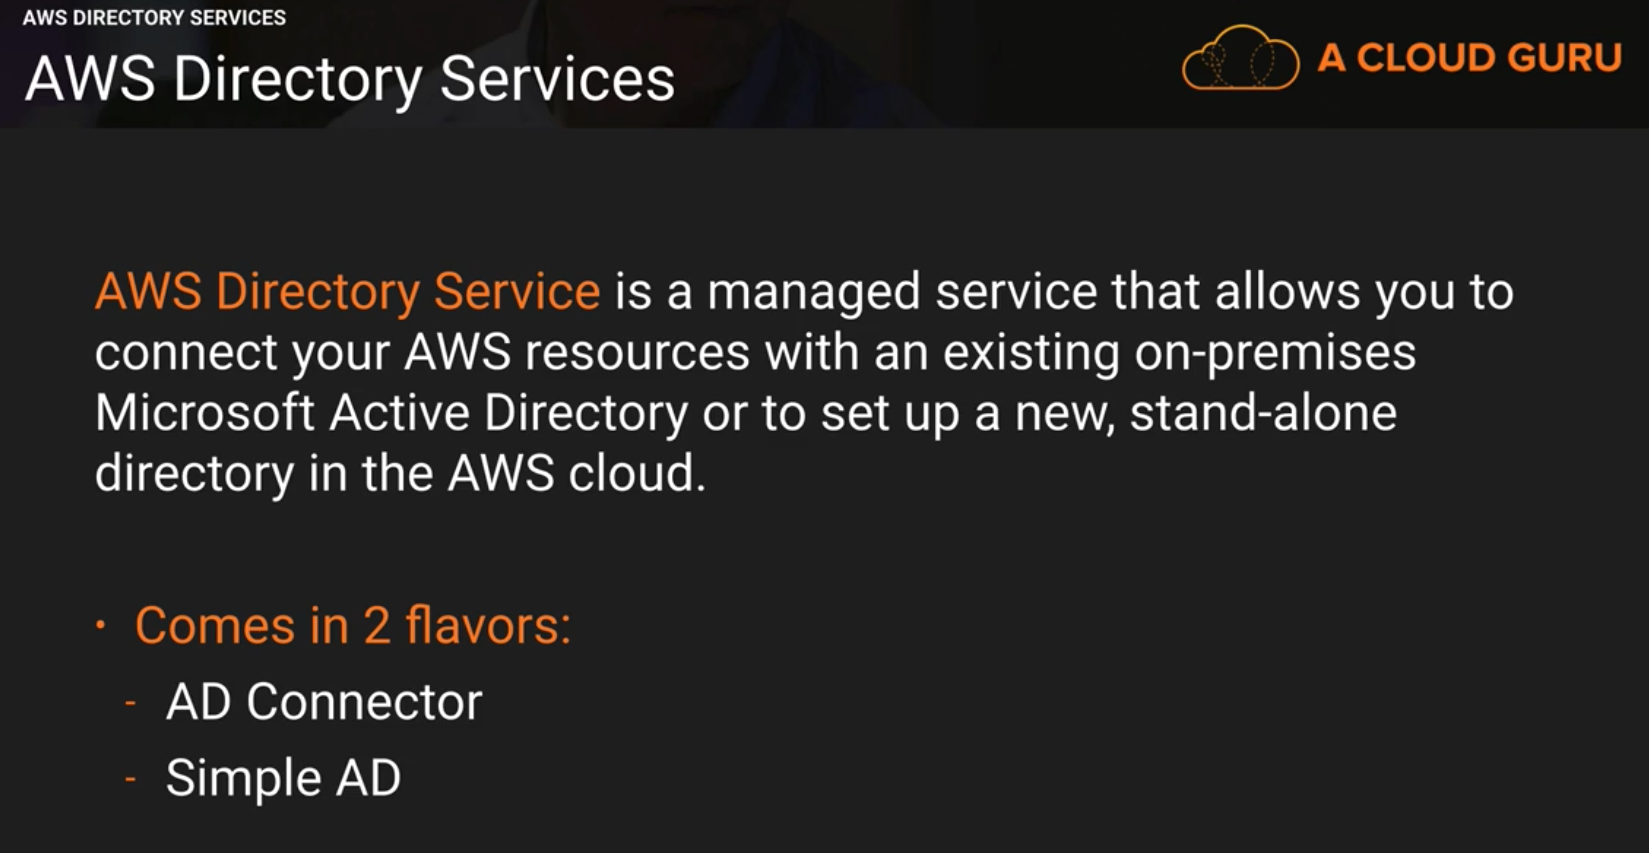 AWS DIRECTORY SERVICES
AWS Directory Services
A CLOUD GURU
AWS Directory Service is a managed service that allows you to
connect your AWS resources with an existing on-premises
Microsoft Active Directory or to set up a new, stand-alone
directory in the AWS cloud.
• Comes in 2 flavors:
- AD Connector
- Simple AD